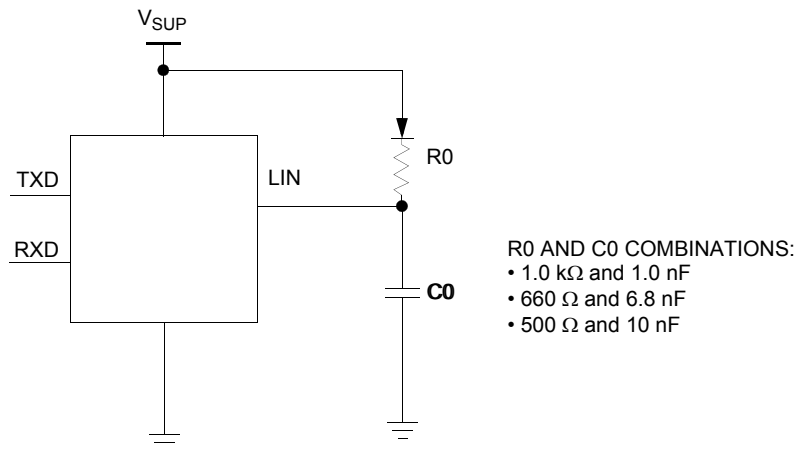 VSUP
R0
TXD
LIN
RXD
C0
R0 AND C0 COMBINATIONS:
• 1.0 kΩ and 1.0 nF
• 660 Ω and 6.8 nF
• 500 Ω and 10 nF